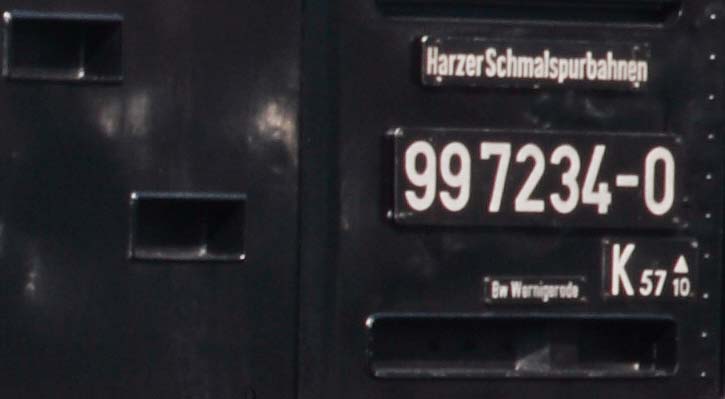 Harzer Schmalspurbahnen
99 7234-0
K 57 10
Bw Wernigerode